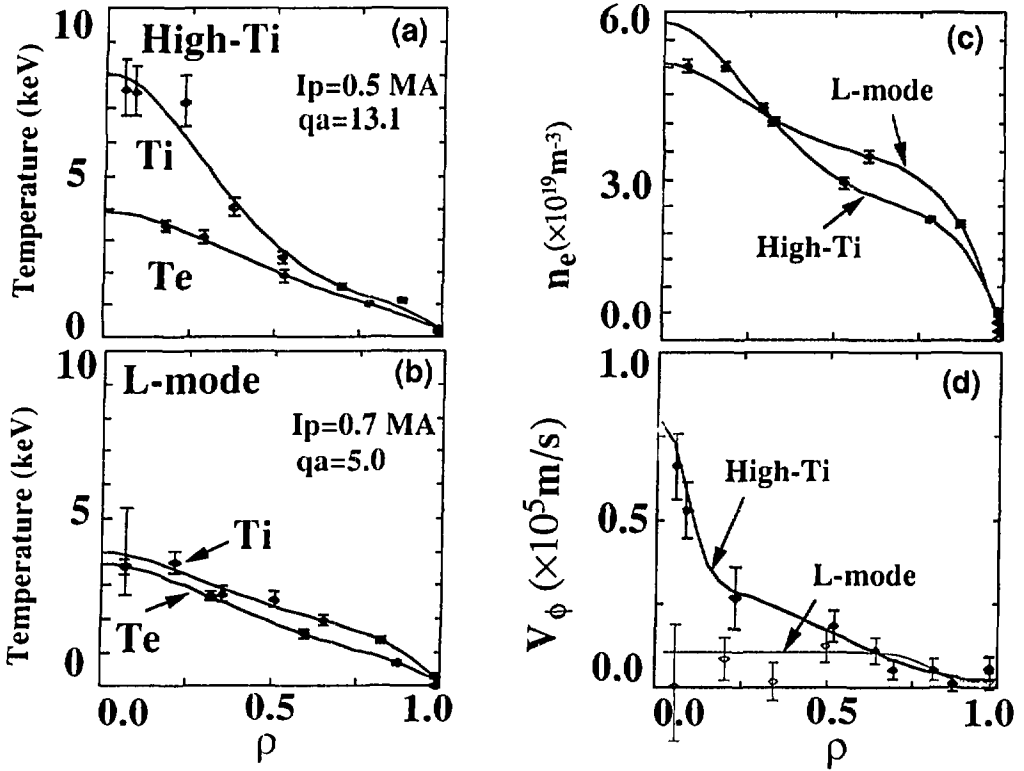 10
5
0
Temperature (keV)
High-Ti
(a)
Ip=0.5 MA
qa=13.1
Ti
Te
10
5
0
Temperature (keV)
L-mode
(b)
Ip=0.7 MA
qa=5.0
Ti
Te
0.0 0.5 1.0
ρ
6.0
3.0
0.0
nₑ(×10¹⁹m⁻³)
(c)
L-mode
High-Ti
1.0
0.5
0.0
V_ϕ (×10⁵m/s)
(d)
High-Ti
L-mode
0.0 0.5 1.0
ρ